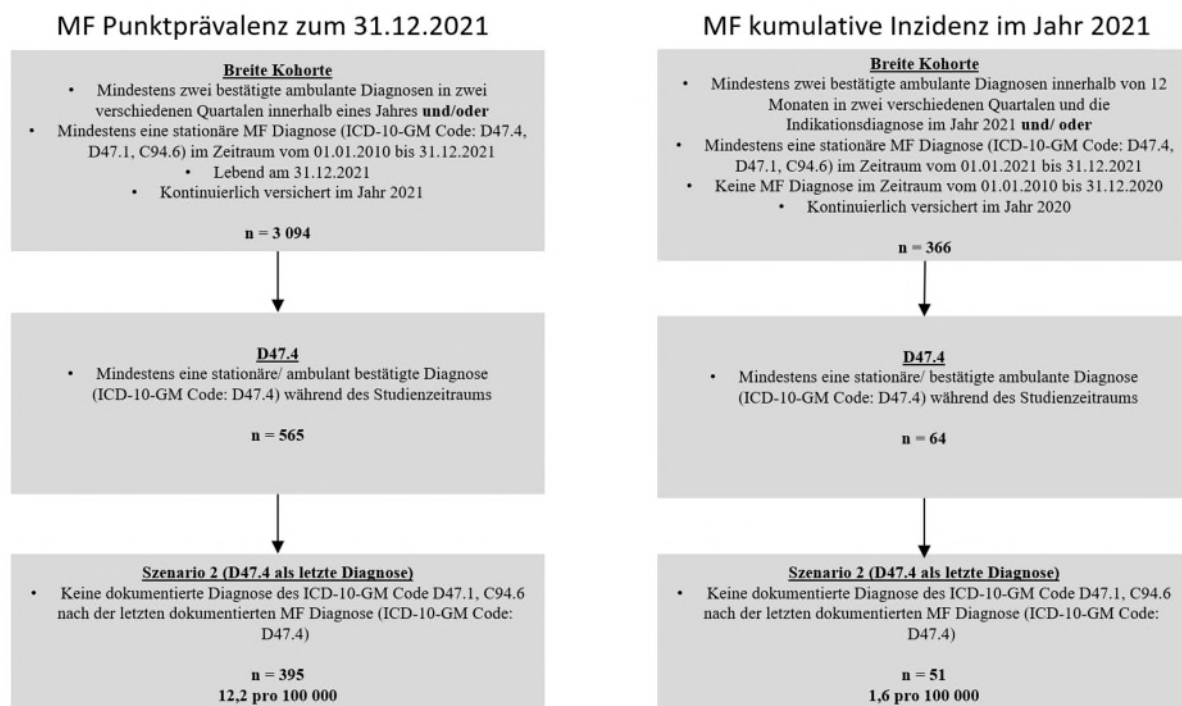 MF Punktprävalenz zum 31.12.2021
Breite Kohorte
• Mindestens zwei bestätigte ambulante Diagnosen in zwei
verschiedenen Quartalen innerhalb eines Jahres und/oder
• Mindestens eine stationäre MF Diagnose (ICD-10-GM Code: D47.4,
D47.1, C94.6) im Zeitraum vom 01.01.2010 bis 31.12.2021
• Lebend am 31.12.2021
• Kontinuierlich versichert im Jahr 2021
n = 3 094
D47.4
• Mindestens eine stationäre/ ambulant bestätigte Diagnose
(ICD-10-GM Code: D47.4) während des Studienzeitraums
n = 565
Szenario 2 (D47.4 als letzte Diagnose)
• Keine dokumentierte Diagnose des ICD-10-GM Code D47.1, C94.6
nach der letzten dokumentierten MF Diagnose (ICD-10-GM Code:
D47.4)
n = 395
12,2 pro 100 000
MF kumulative Inzidenz im Jahr 2021
Breite Kohorte
• Mindestens zwei bestätigte ambulante Diagnosen innerhalb von 12
Monaten in zwei verschiedenen Quartalen und die
Indikationsdiagnose im Jahr 2021 und/ oder
• Mindestens eine stationäre MF Diagnose (ICD-10-GM Code: D47.4,
D47.1, C94.6) im Zeitraum vom 01.01.2021 bis 31.12.2021
• Keine MF Diagnose im Zeitraum vom 01.01.2010 bis 31.12.2020
• Kontinuierlich versichert im Jahr 2020
n = 366
D47.4
• Mindestens eine stationäre/ bestätigte ambulante Diagnose
(ICD-10-GM Code: D47.4) während des Studienzeitraums
n = 64
Szenario 2 (D47.4 als letzte Diagnose)
• Keine dokumentierte Diagnose des ICD-10-GM Code D47.1, C94.6
nach der letzten dokumentierten MF Diagnose (ICD-10-GM Code:
D47.4)
n = 51
1,6 pro 100 000